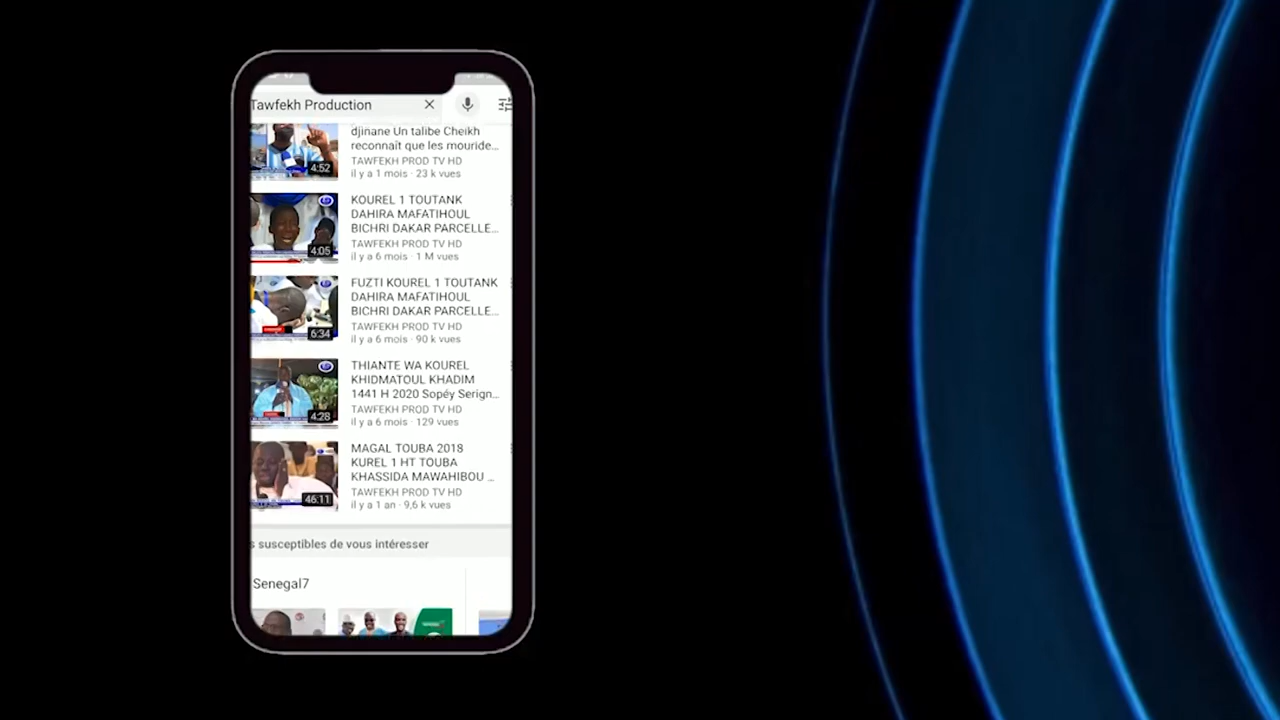 Tawfekh Production
djinane Un talibe Cheikh
reconnaît que les mouride...
TAWFEKH PROD TV HD
il y a 1 mois · 23 k vues
4:52
KOUREL 1 TOUTANK
DAHIRA MAFATIHOUL
BICHRI DAKAR PARCELLE...
TAWFEKH PROD TV HD
il y a 6 mois · 1 M vues
4:05
FUZTI KOUREL 1 TOUTANK
DAHIRA MAFATIHOUL
BICHRI DAKAR PARCELLE...
TAWFEKH PROD TV HD
il y a 6 mois · 90 k vues
6:34
THIANTE WA KOUREL
KHIDMATOUL KHADIM
1441 H 2020 Sopéy Serign...
TAWFEKH PROD TV HD
il y a 6 mois · 129 vues
4:28
MAGAL TOUBA 2018
KUREL 1 HT TOUBA
KHASSIDA MAWAHIBOU ...
TAWFEKH PROD TV HD
il y a 1 an · 9,6 k vues
46:11
s susceptibles de vous intéresser
Senegal7